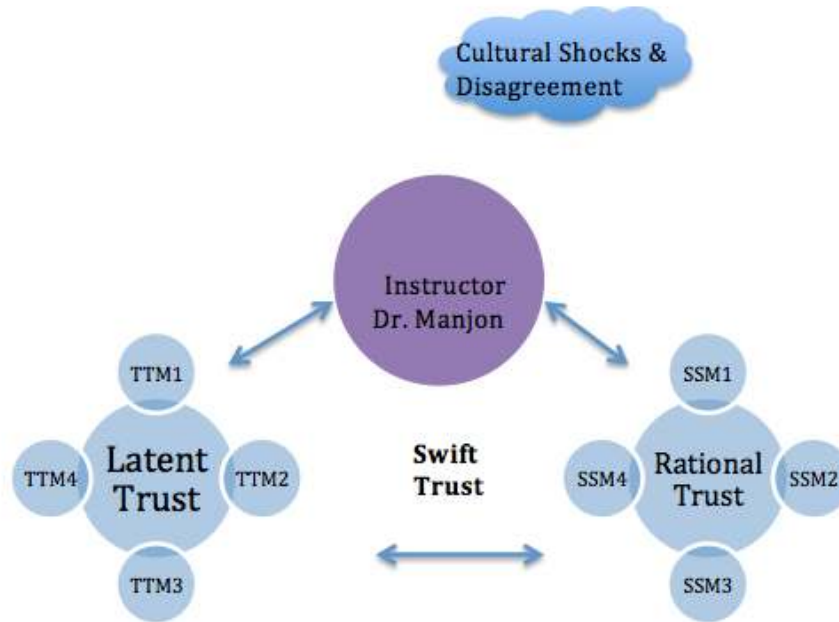 Cultural Shocks &
Disagreement
Instructor
Dr. Manjon
TTM1
Latent
Trust
TTM4
TTM2
TTM3
Swift
Trust
SSM1
Rational
Trust
SSM4
SSM2
SSM3